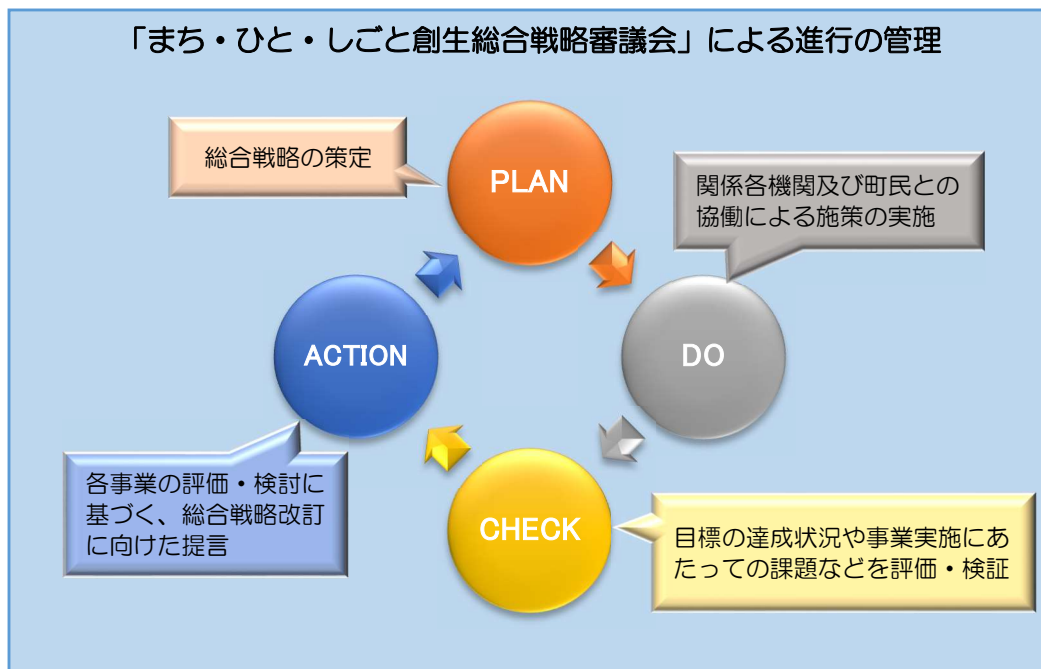 「まち・ひと・しごと創生総合戦略審議会」による進行の管理
総合戦略の策定
PLAN
関係各機関及び町民との
協働による施策の実施
ACTION
DO
各事業の評価・検討に
基づく、総合戦略改訂
に向けた提言
CHECK
目標の達成状況や事業実施にあ
たっての課題などを評価・検証